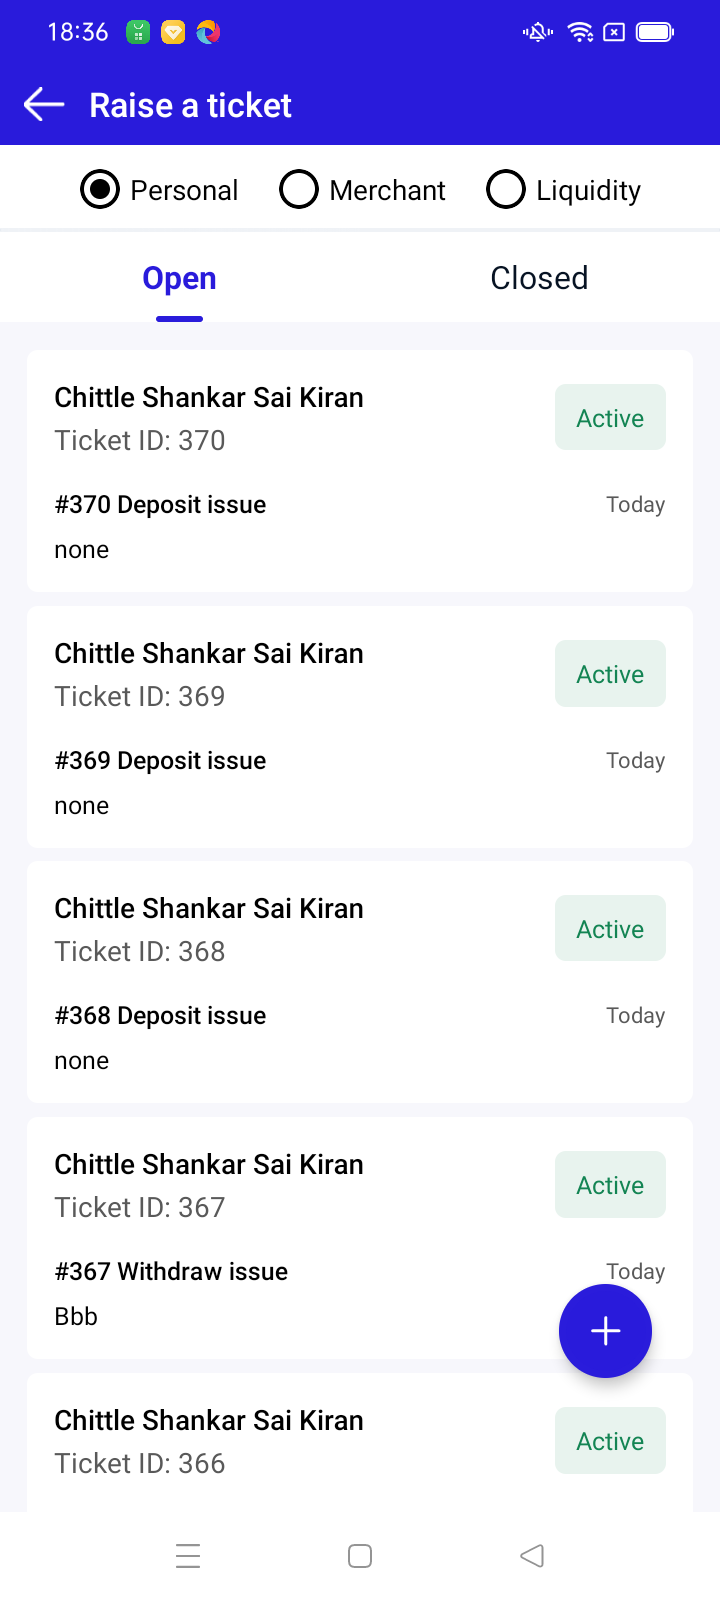 18:36
Raise a ticket
Personal
Merchant
Liquidity
Open
Closed
Chittle Shankar Sai Kiran
Active
Ticket ID: 370
#370 Deposit issue
Today
none
Chittle Shankar Sai Kiran
Active
Ticket ID: 369
#369 Deposit issue
Today
none
Chittle Shankar Sai Kiran
Active
Ticket ID: 368
#368 Deposit issue
Today
none
Chittle Shankar Sai Kiran
Active
Ticket ID: 367
#367 Withdraw issue
Today
Bbb
Chittle Shankar Sai Kiran
Active
Ticket ID: 366